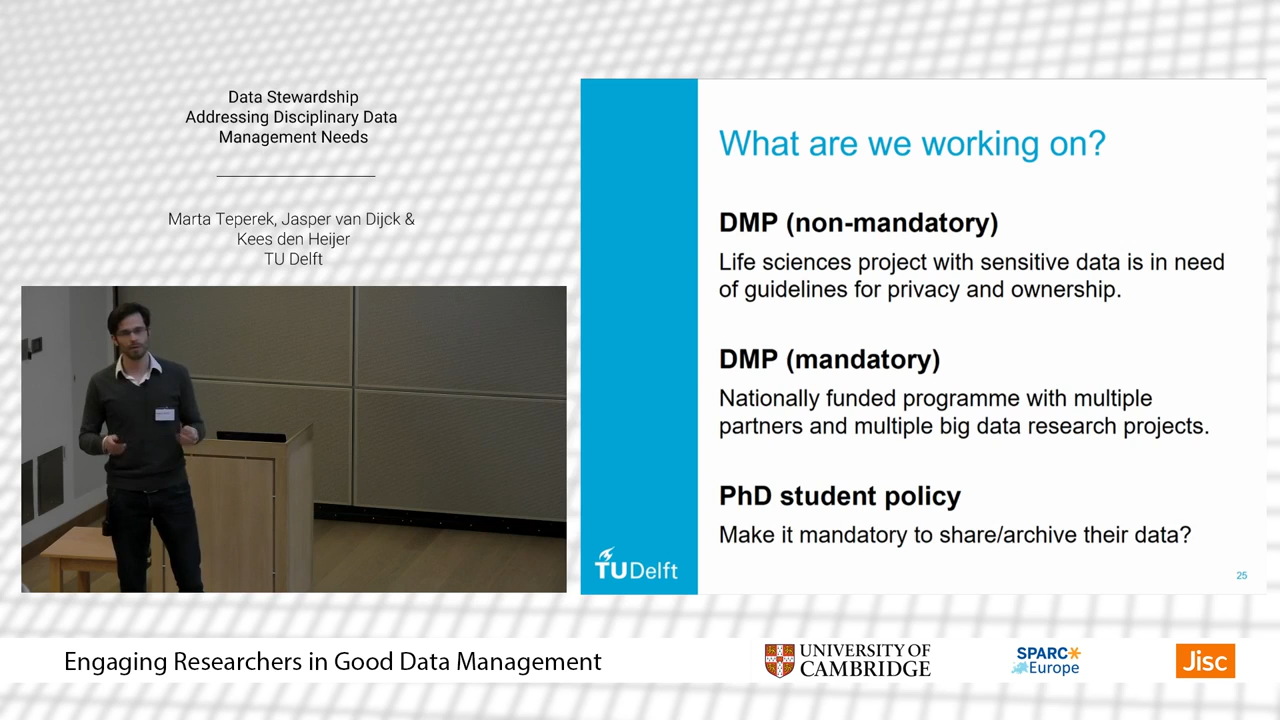 Data Stewardship
Addressing Disciplinary Data
Management Needs
Marta Teperek, Jasper van Dijck &
Kees den Heijer
TU Delft
What are we working on?
DMP (non-mandatory)
Life sciences project with sensitive data is in need
of guidelines for privacy and ownership.
DMP (mandatory)
Nationally funded programme with multiple
partners and multiple big data research projects.
PhD student policy
Make it mandatory to share/archive their data?
TUDelft
25
Engaging Researchers in Good Data Management
UNIVERSITY OF
CAMBRIDGE
SPARC
Europe
Jisc